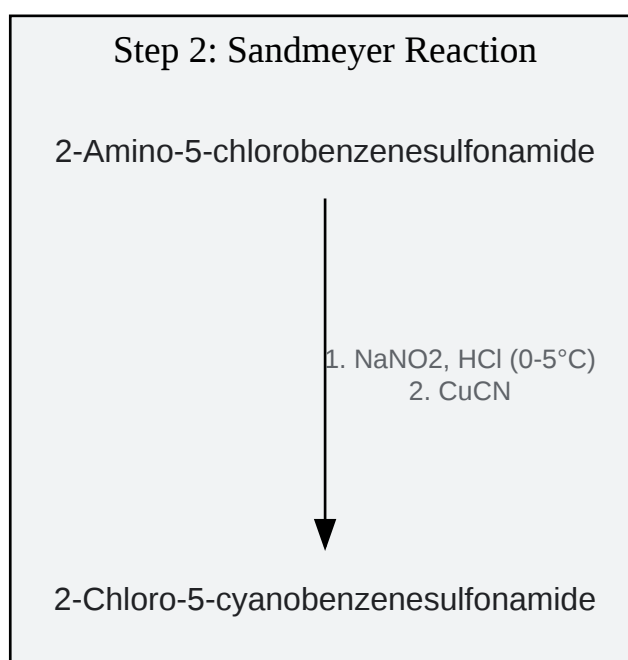 Step 2: Sandmeyer Reaction
2-Amino-5-chlorobenzenesulfonamide
1. NaNO2, HCl (0-5°C)
2. CuCN
2-Chloro-5-cyanobenzenesulfonamide